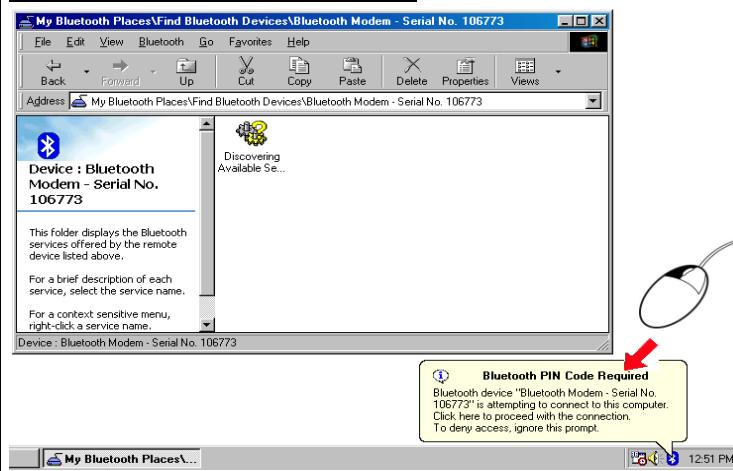 My Bluetooth Places\Find Bluetooth Devices\Bluetooth Modem - Serial No. 106773
File Edit View Bluetooth Go Favorites Help
Back Forward Up Cut Copy Paste Delete Properties Views
Address My Bluetooth Places\Find Bluetooth Devices\Bluetooth Modem - Serial No. 106773
Device : Bluetooth
Modem - Serial No.
106773
This folder displays the Bluetooth
services offered by the remote
device listed above.
For a brief description of each
service, select the service name.
For a context sensitive menu,
right-click a service name.
Discovering
Available Se...
Device : Bluetooth Modem - Serial No. 106773
Bluetooth PIN Code Required
Bluetooth device "Bluetooth Modem - Serial No.
106773" is attempting to connect to this computer.
Click here to proceed with the connection.
To deny access, ignore this prompt.
My Bluetooth Places\...
12:51 PM